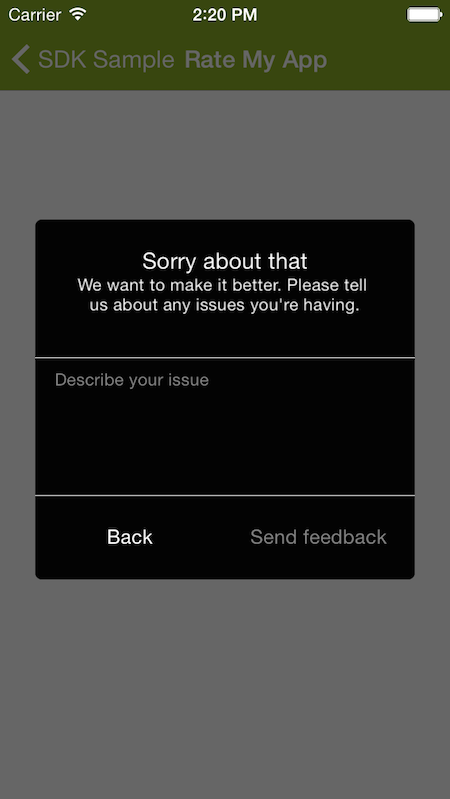 Carrier 2:20 PM
SDK Sample Rate My App
Sorry about that
We want to make it better. Please tell
us about any issues you're having.
Describe your issue
Back Send feedback